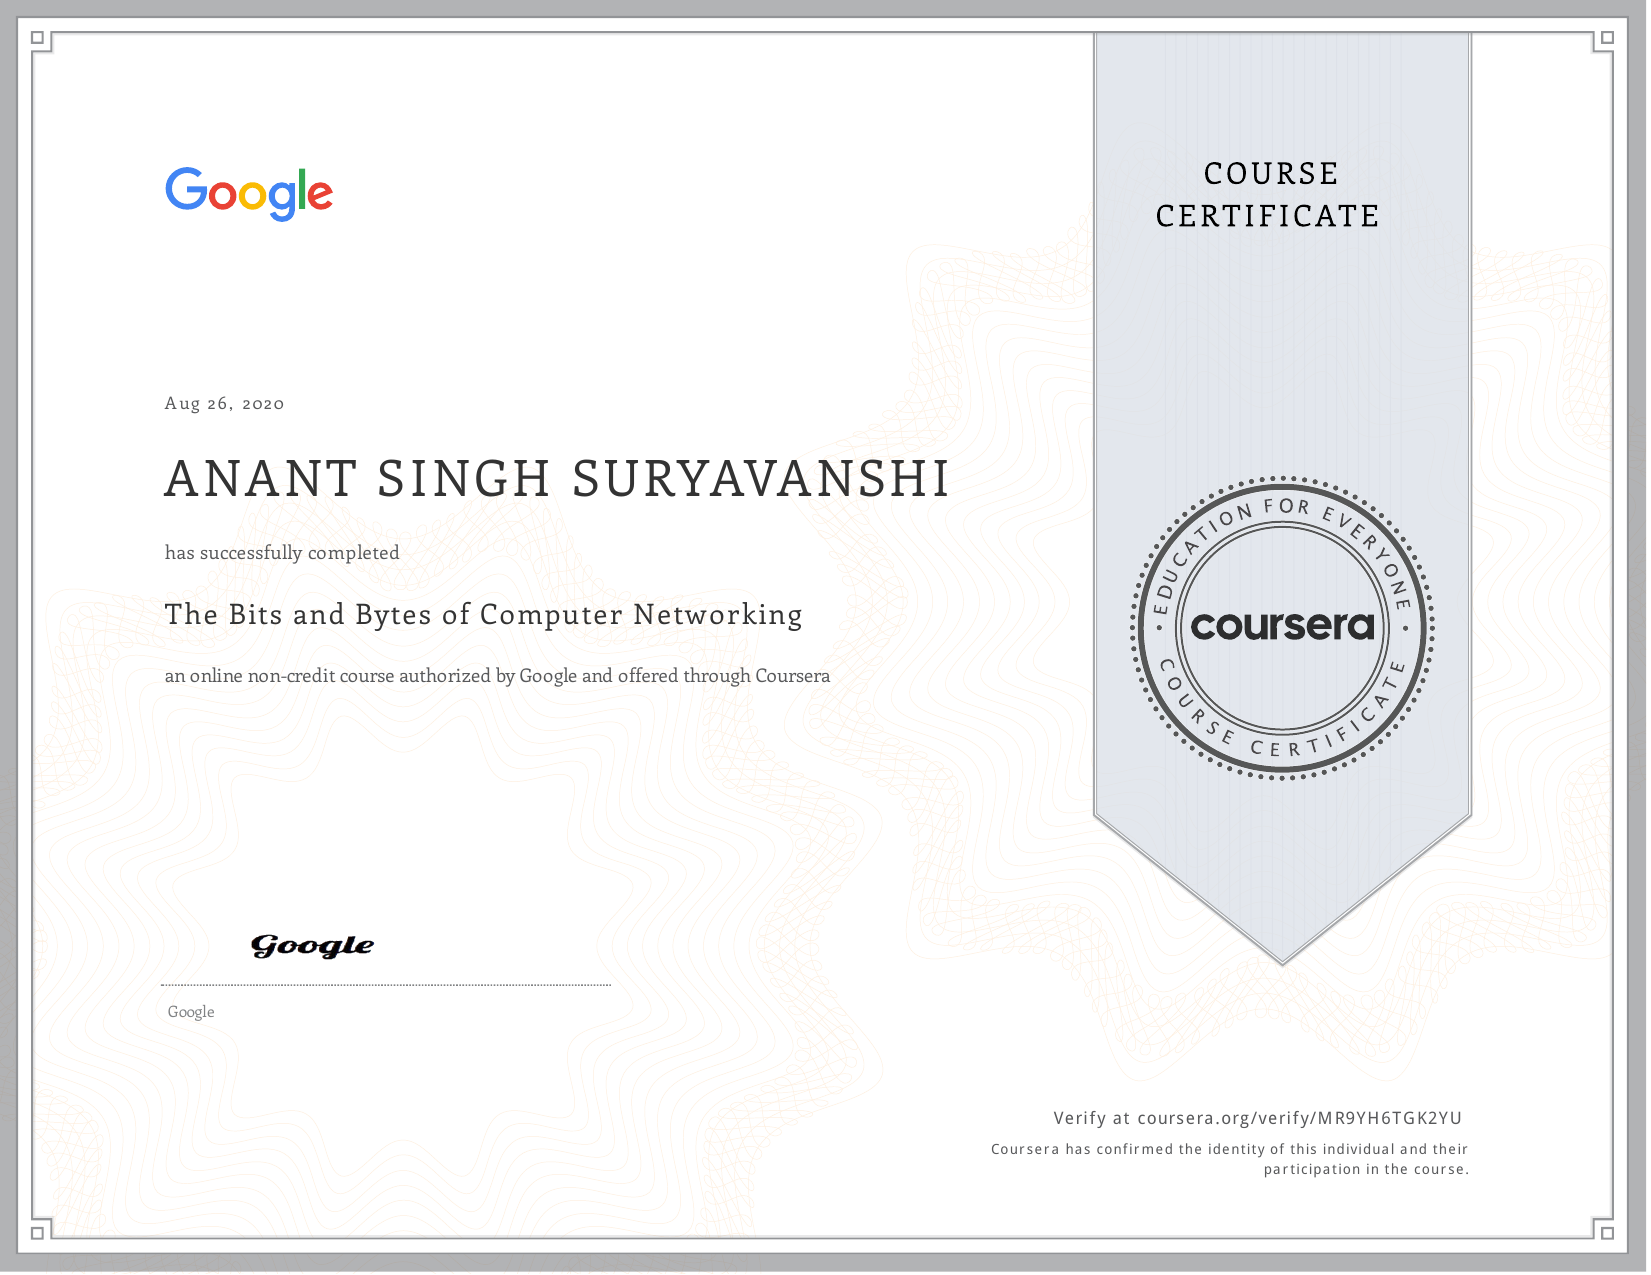 Google
COURSE
CERTIFICATE
Aug 26, 2020
ANANT SINGH SURYAVANSHI
has successfully completed
The Bits and Bytes of Computer Networking
an online non-credit course authorized by Google and offered through Coursera
EDUCATION FOR EVERYONE
coursera
COURSE CERTIFICATE
Google
Google
Verify at coursera.org/verify/MR9YH6TGK2YU
Coursera has confirmed the identity of this individual and their
participation in the course.